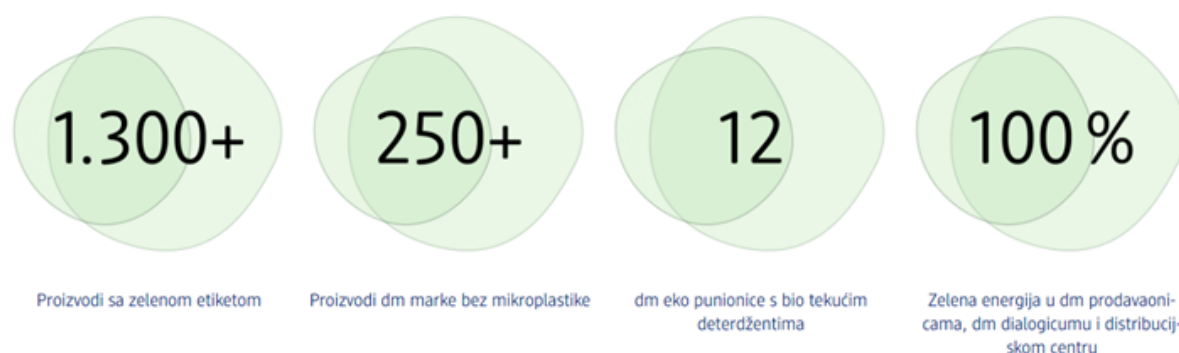 1.300+
Proizvodi sa zelenom etiketom
250+
Proizvodi dm marke bez mikroplastike
12
dm eko punionice s bio tekućim
deterdžentima
100 %
Zelena energija u dm prodavaoni-
cama, dm dialogicumu i distribucij-
skom centru